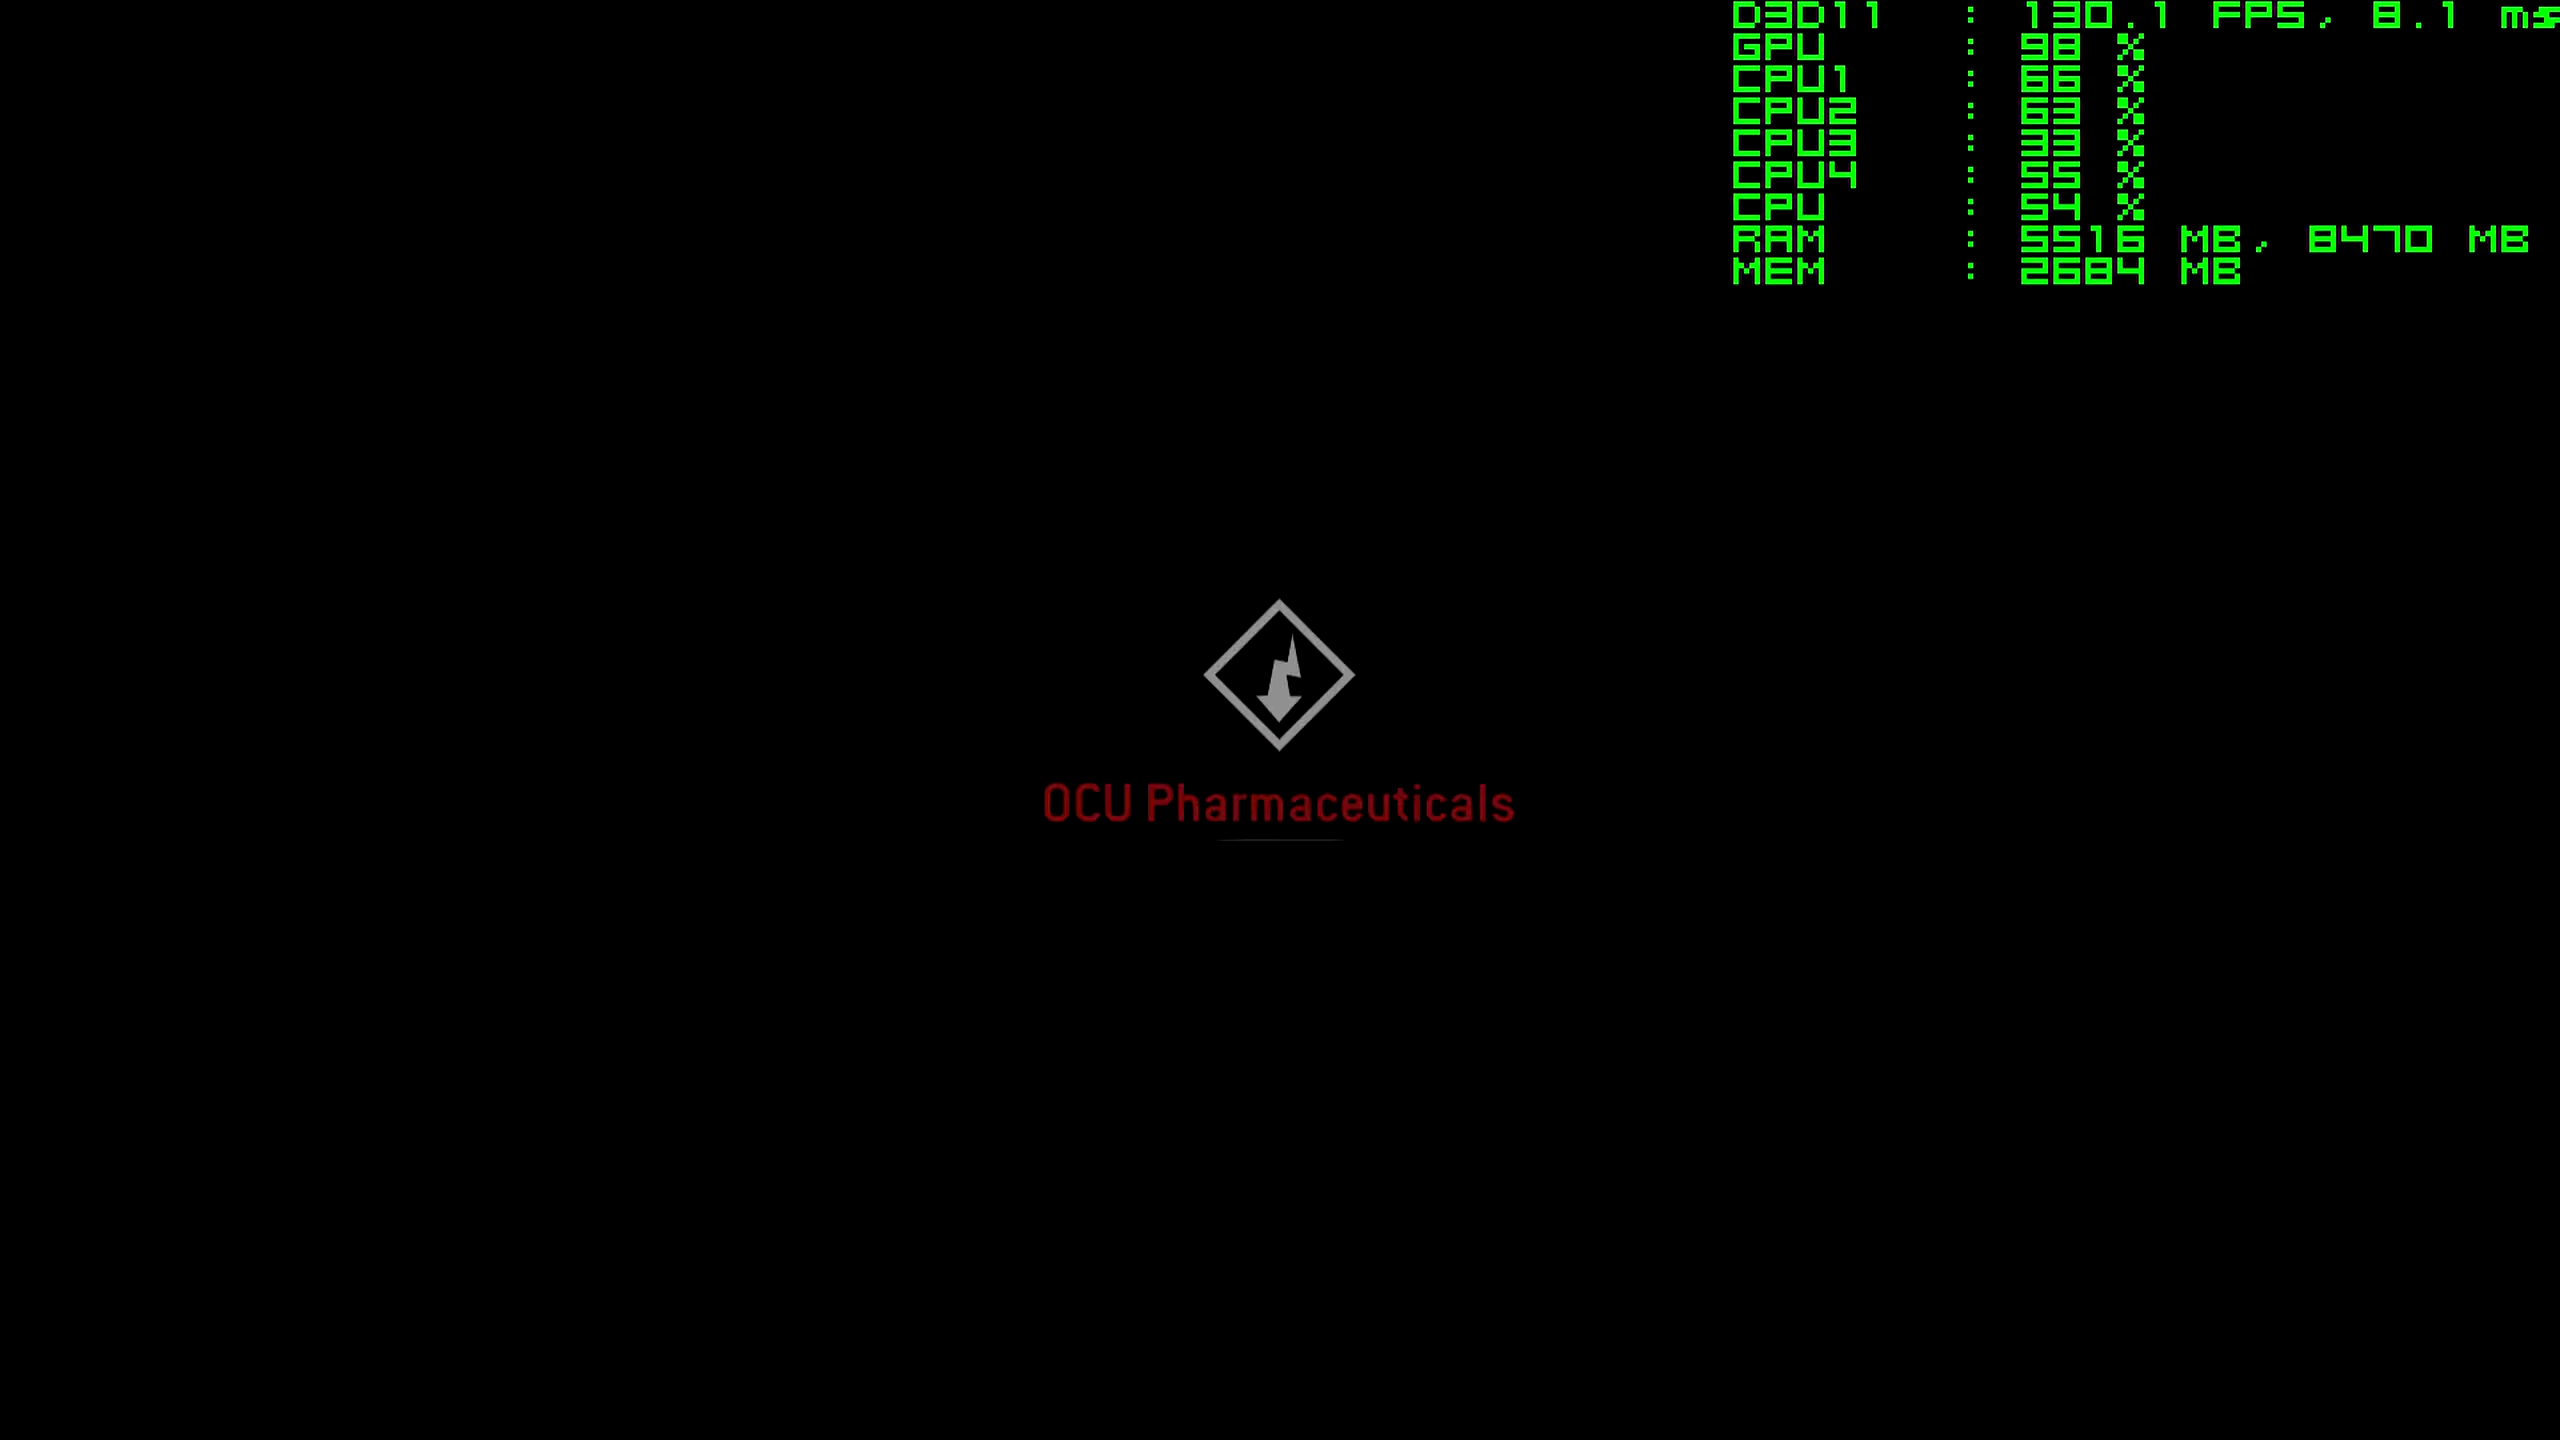 D3D11 : 130.1 FPS, 8.1 ms
GPU : 98 %
CPU1 : 66 %
CPU2 : 63 %
CPU3 : 33 %
CPU4 : 55 %
CPU : 54 %
RAM : 5516 MB, 8470 MB
MEM : 2684 MB
OCU Pharmaceuticals